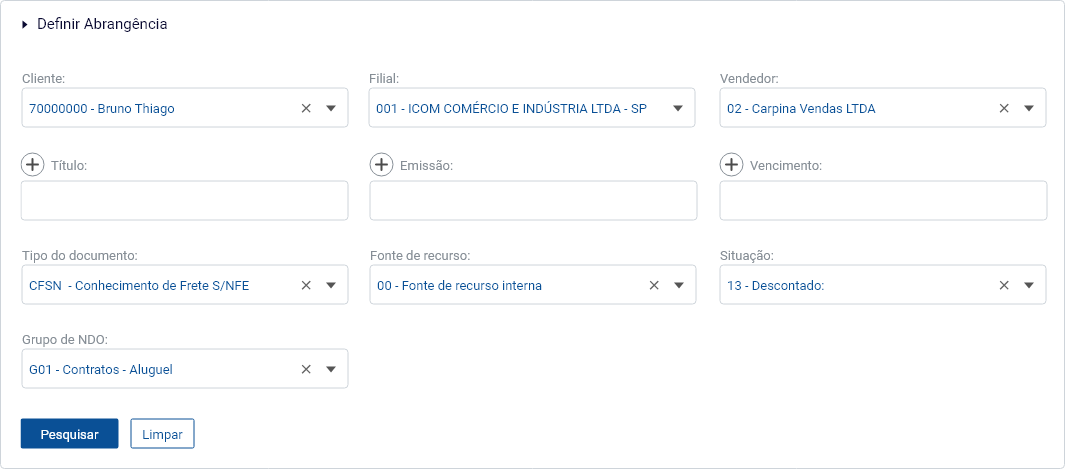 Definir Abrangência
Cliente: Filial: Vendedor:
70000000 - Bruno Thiago 001 - ICOM COMÉRCIO E INDÚSTRIA LTDA - SP 02 - Carpina Vendas LTDA
Título: Emissão: Vencimento:
Tipo do documento: Fonte de recurso: Situação:
CFSN - Conhecimento de Frete S/NFE 00 - Fonte de recurso interna 13 - Descontado:
Grupo de NDO:
G01 - Contratos - Aluguel
Pesquisar Limpar